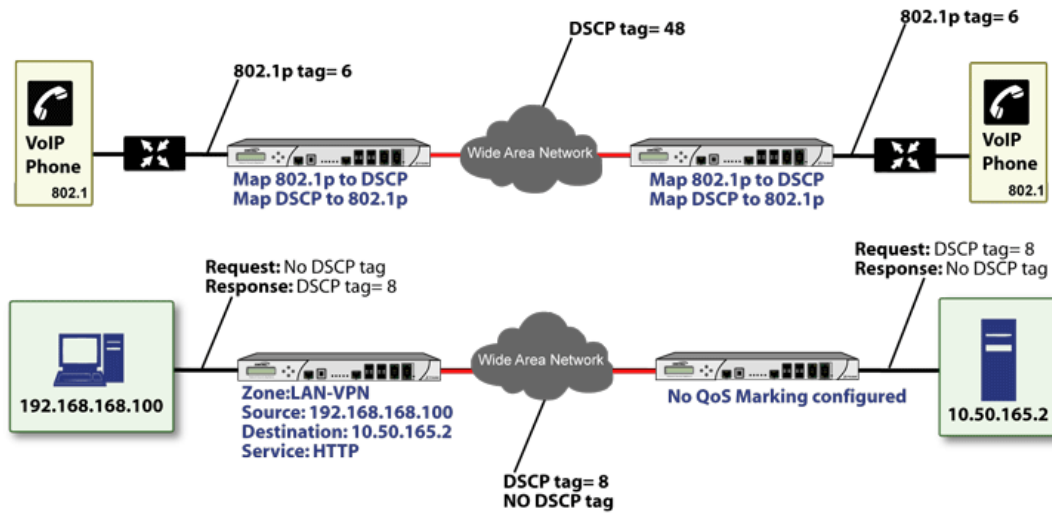 DSCP tag= 48
802.1p tag= 6
802.1p tag= 6
VoIP
Phone
802.1
Wide Area Network
VoIP
Phone
802.1
Map 802.1p to DSCP
Map DSCP to 802.1p
Map 802.1p to DSCP
Map DSCP to 802.1p
Request: No DSCP tag
Response: DSCP tag= 8
Request: DSCP tag= 8
Response: No DSCP tag
Wide Area Network
192.168.168.100
Zone:LAN-VPN
Source: 192.168.168.100
Destination: 10.50.165.2
Service: HTTP
No QoS Marking configured
10.50.165.2
DSCP tag= 8
NO DSCP tag